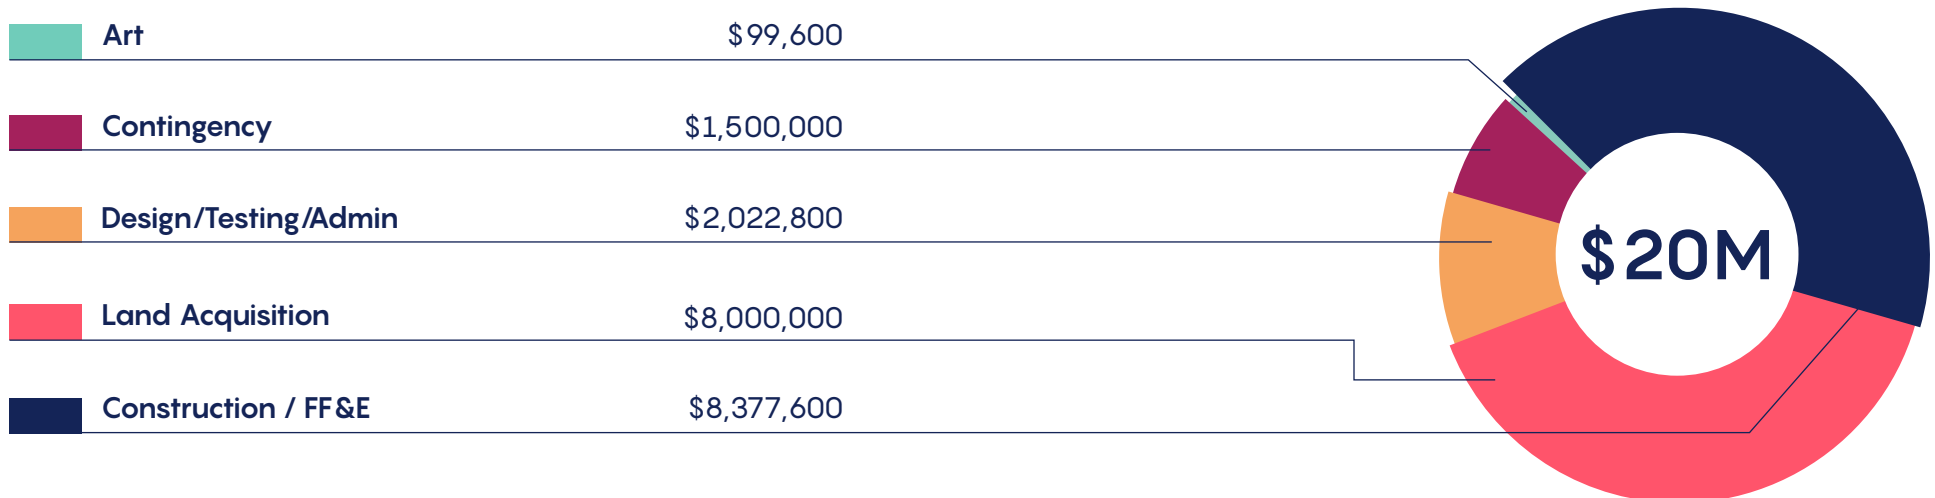 Art $99,600
Contingency $1,500,000
Design/Testing/Admin $2,022,800
Land Acquisition $8,000,000
Construction / FF&E $8,377,600
$20M